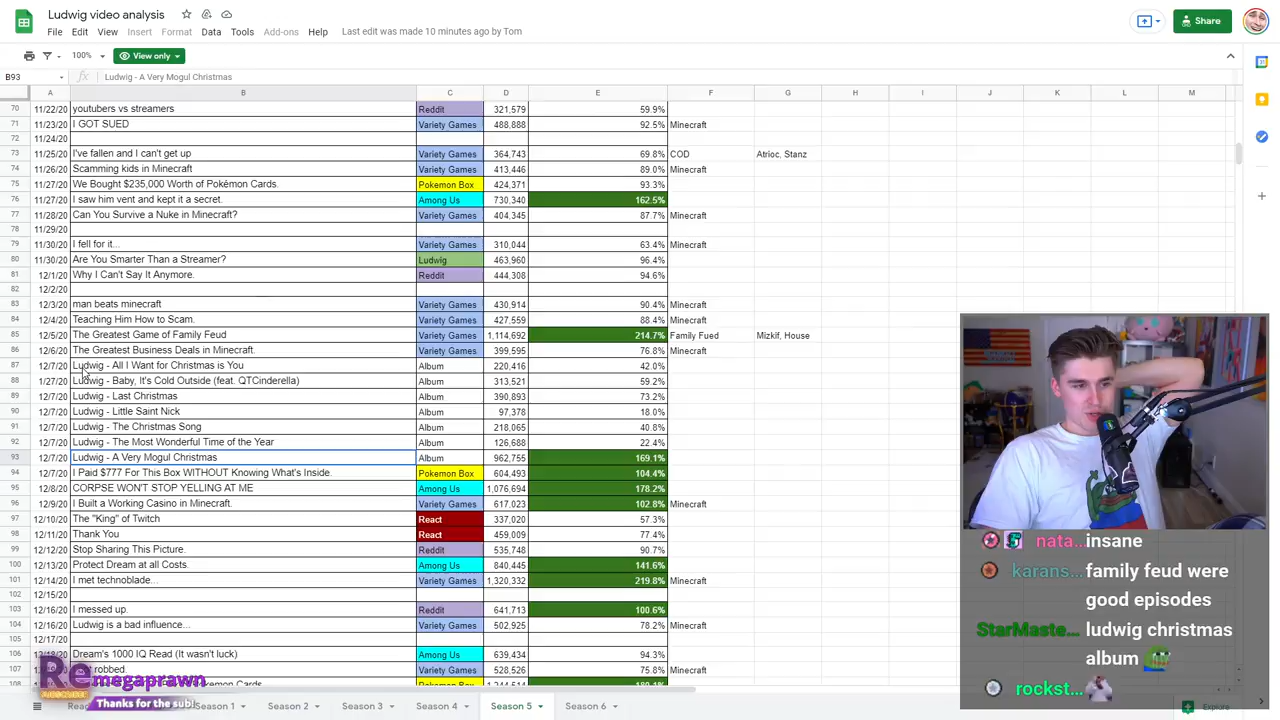 Ludwig video analysis
File Edit View Insert Format Data Tools Add-ons Help Last edit was made 10 minutes ago by Tom
Share
100% View only
B93 fx Ludwig - A Very Mogul Christmas
A B C D E F G H I J K L M
70 11/22/20 youtubers vs streamers Reddit 321,579 59.9%
71 11/23/20 I GOT SUED Variety Games 488,888 92.5% Minecraft
72 11/24/20
73 11/25/20 I've fallen and I can't get up Variety Games 364,743 69.8% COD Atrioc, Stanz
74 11/26/20 Scamming kids in Minecraft Variety Games 413,446 89.0% Minecraft
75 11/27/20 We Bought $235,000 Worth of Pokémon Cards. Pokemon Box 424,371 93.3%
76 11/27/20 I saw him vent and kept it a secret. Among Us 730,340 162.5%
77 11/28/20 Can You Survive a Nuke in Minecraft? Variety Games 404,345 87.7% Minecraft
78 11/29/20
79 11/30/20 I fell for it... Variety Games 310,044 63.4% Minecraft
80 11/30/20 Are You Smarter Than a Streamer? Ludwig 463,960 96.4%
81 12/1/20 Why I Can't Say It Anymore. Reddit 444,308 94.6%
82 12/2/20
83 12/3/20 man beats minecraft Variety Games 430,914 90.4% Minecraft
84 12/4/20 Teaching Him How to Scam. Variety Games 427,559 88.4% Minecraft
85 12/5/20 The Greatest Game of Family Feud Variety Games 1,114,692 214.7% Family Fued Mizkif, House
86 12/6/20 The Greatest Business Deals in Minecraft. Variety Games 399,595 76.8% Minecraft
87 12/7/20 Ludwig - All I Want for Christmas is You Album 220,416 42.0%
88 1/27/20 Ludwig - Baby, It's Cold Outside (feat. QTCinderella) Album 313,521 59.2%
89 12/7/20 Ludwig - Last Christmas Album 390,893 73.2%
90 12/7/20 Ludwig - Little Saint Nick Album 97,378 18.0%
91 12/7/20 Ludwig - The Christmas Song Album 218,065 40.8%
92 12/7/20 Ludwig - The Most Wonderful Time of the Year Album 126,688 22.4%
93 12/7/20 Ludwig - A Very Mogul Christmas Album 962,755 169.1%
94 12/7/20 I Paid $777 For This Box WITHOUT Knowing What's Inside. Pokemon Box 604,493 104.4%
95 12/8/20 CORPSE WON'T STOP YELLING AT ME Among Us 1,076,694 178.2%
96 12/9/20 I Built a Working Casino in Minecraft. Variety Games 617,023 102.8% Minecraft
97 12/10/20 The "King" of Twitch React 337,020 57.3%
98 12/11/20 Thank You React 459,009 77.4%
99 12/12/20 Stop Sharing This Picture. Reddit 535,748 90.7%
100 12/13/20 Protect Dream at all Costs. Among Us 840,445 141.6%
101 12/14/20 I met technoblade... Variety Games 1,320,332 219.8% Minecraft
12/15/20
103 12/16/20 I messed up. Reddit 641,713 100.6%
104 12/16/20 Ludwig is a bad influence... Variety Games 502,925 78.2% Minecraft
12/17/20
106 Dream's 1000 IQ Read (It wasn't luck) Among Us 639,434 94.3%
107 robbed. Variety Games 528,526 75.8% Minecraft
108
Re megaprawn
SUBSCRIBER
Thanks for the sub!
Season 1 Season 2 Season 3 Season 4 Season 5 Season 6
Explore
nata... insane
karans... family feud were
good episodes
StarMaste... ludwig christmas
album
rockst...